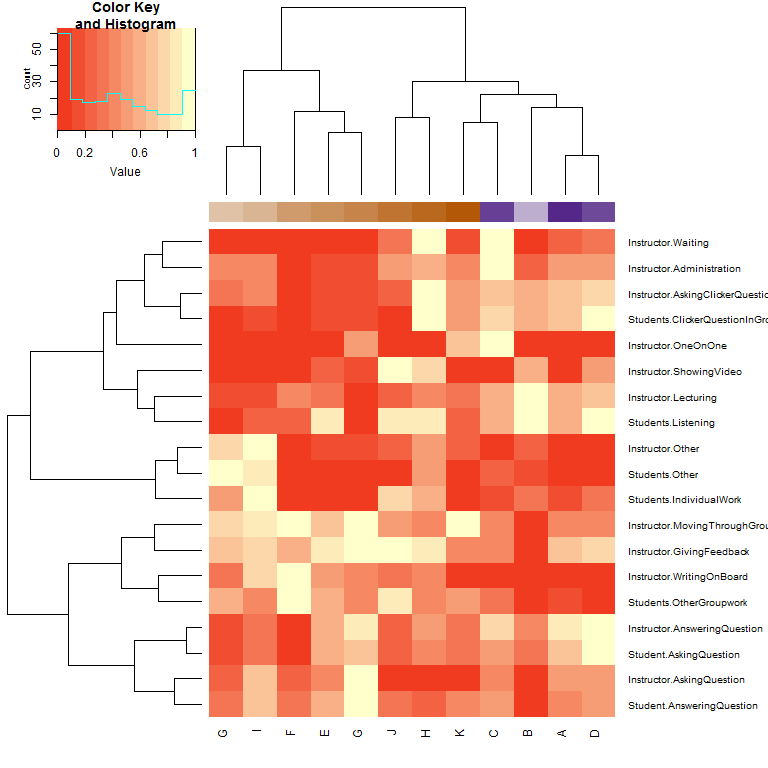 Color Key
and Histogram
Count
10
30
50
0
0.2
0.6
1
Value
Instructor.Waiting
Instructor.Administration
Instructor.AskingClickerQuestic
Students.ClickerQuestionInGro
Instructor.OneOnOne
Instructor.ShowingVideo
Instructor.Lecturing
Students.Listening
Instructor.Other
Students.Other
Students.IndividualWork
Instructor.MovingThroughGrou
Instructor.GivingFeedback
Instructor.WritingOnBoard
Students.OtherGroupwork
Instructor.AnsweringQuestion
Student.AskingQuestion
Instructor.AskingQuestion
Student.AnsweringQuestion
G I F E G J H K C B A D